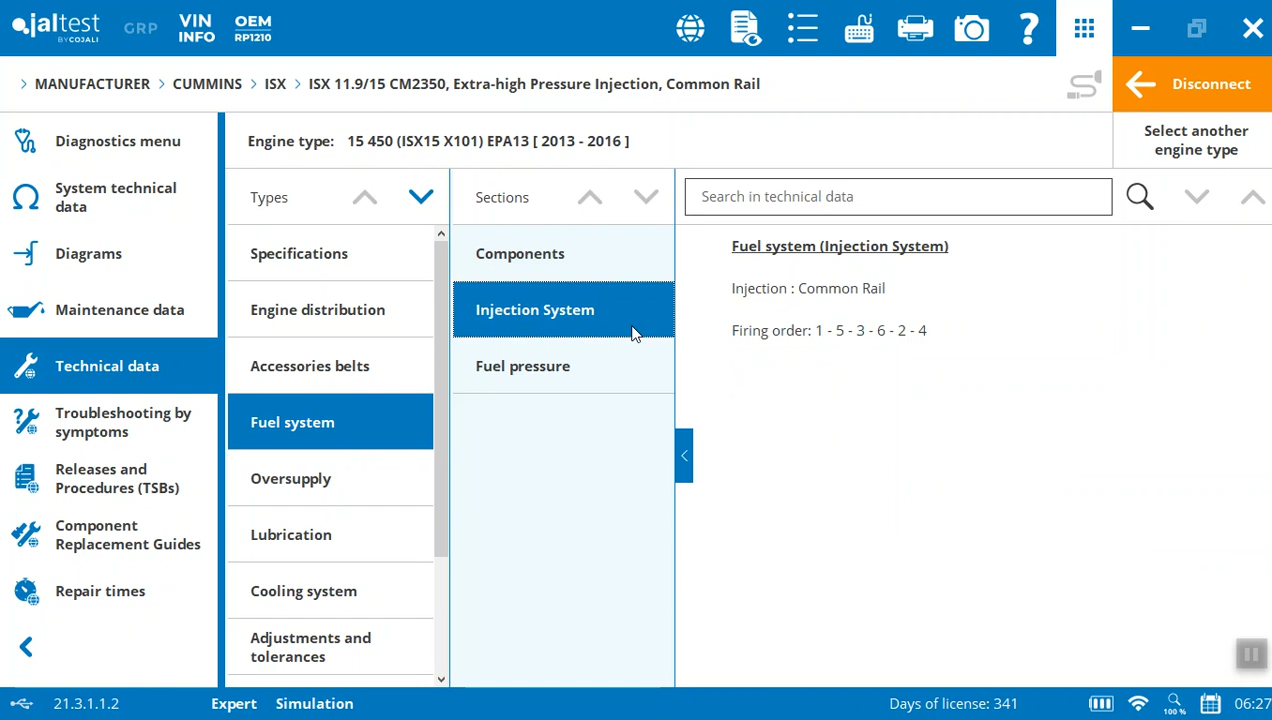 jaltest
BY COJALI
GRP
VIN
INFO
OEM
RP1210
> MANUFACTURER > CUMMINS > ISX > ISX 11.9/15 CM2350, Extra-high Pressure Injection, Common Rail
Disconnect
Diagnostics menu
System technical
data
Diagrams
Maintenance data
Technical data
Troubleshooting by
symptoms
Releases and
Procedures (TSBs)
Component
Replacement Guides
Repair times
Engine type: 15 450 (ISX15 X101) EPA13 [ 2013 - 2016 ]
Select another
engine type
Types
Specifications
Engine distribution
Accessories belts
Fuel system
Oversupply
Lubrication
Cooling system
Adjustments and
tolerances
Sections
Components
Injection System
Fuel pressure
Search in technical data
Fuel system (Injection System)
Injection : Common Rail
Firing order: 1 - 5 - 3 - 6 - 2 - 4
21.3.1.1.2
Expert
Simulation
Days of license: 341
100 %
06:27